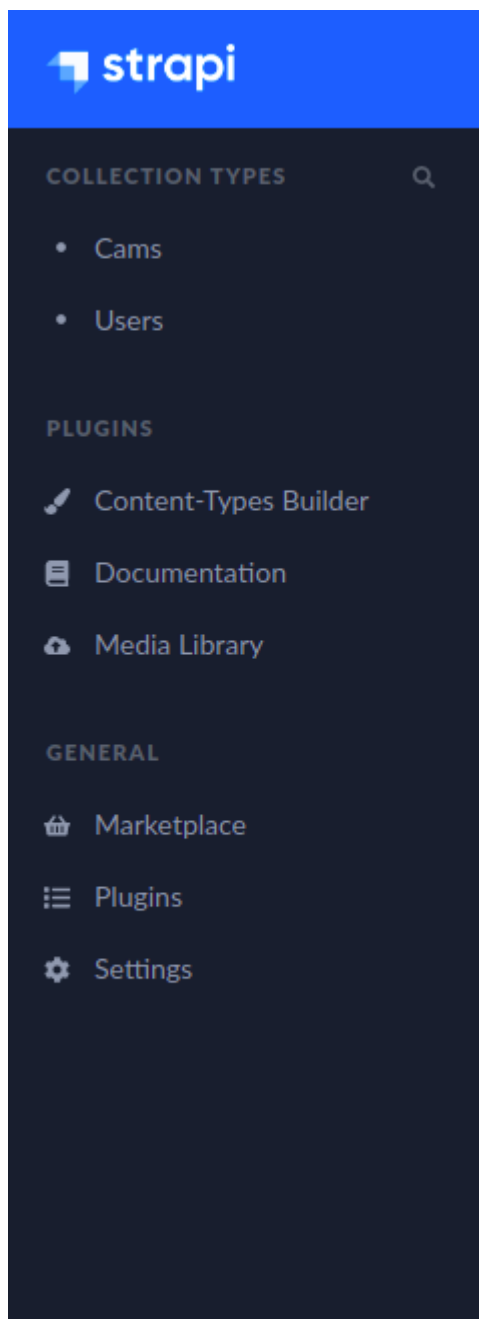 strapi
COLLECTION TYPES
Cams
Users
PLUGINS
Content-Types Builder
Documentation
Media Library
GENERAL
Marketplace
Plugins
Settings